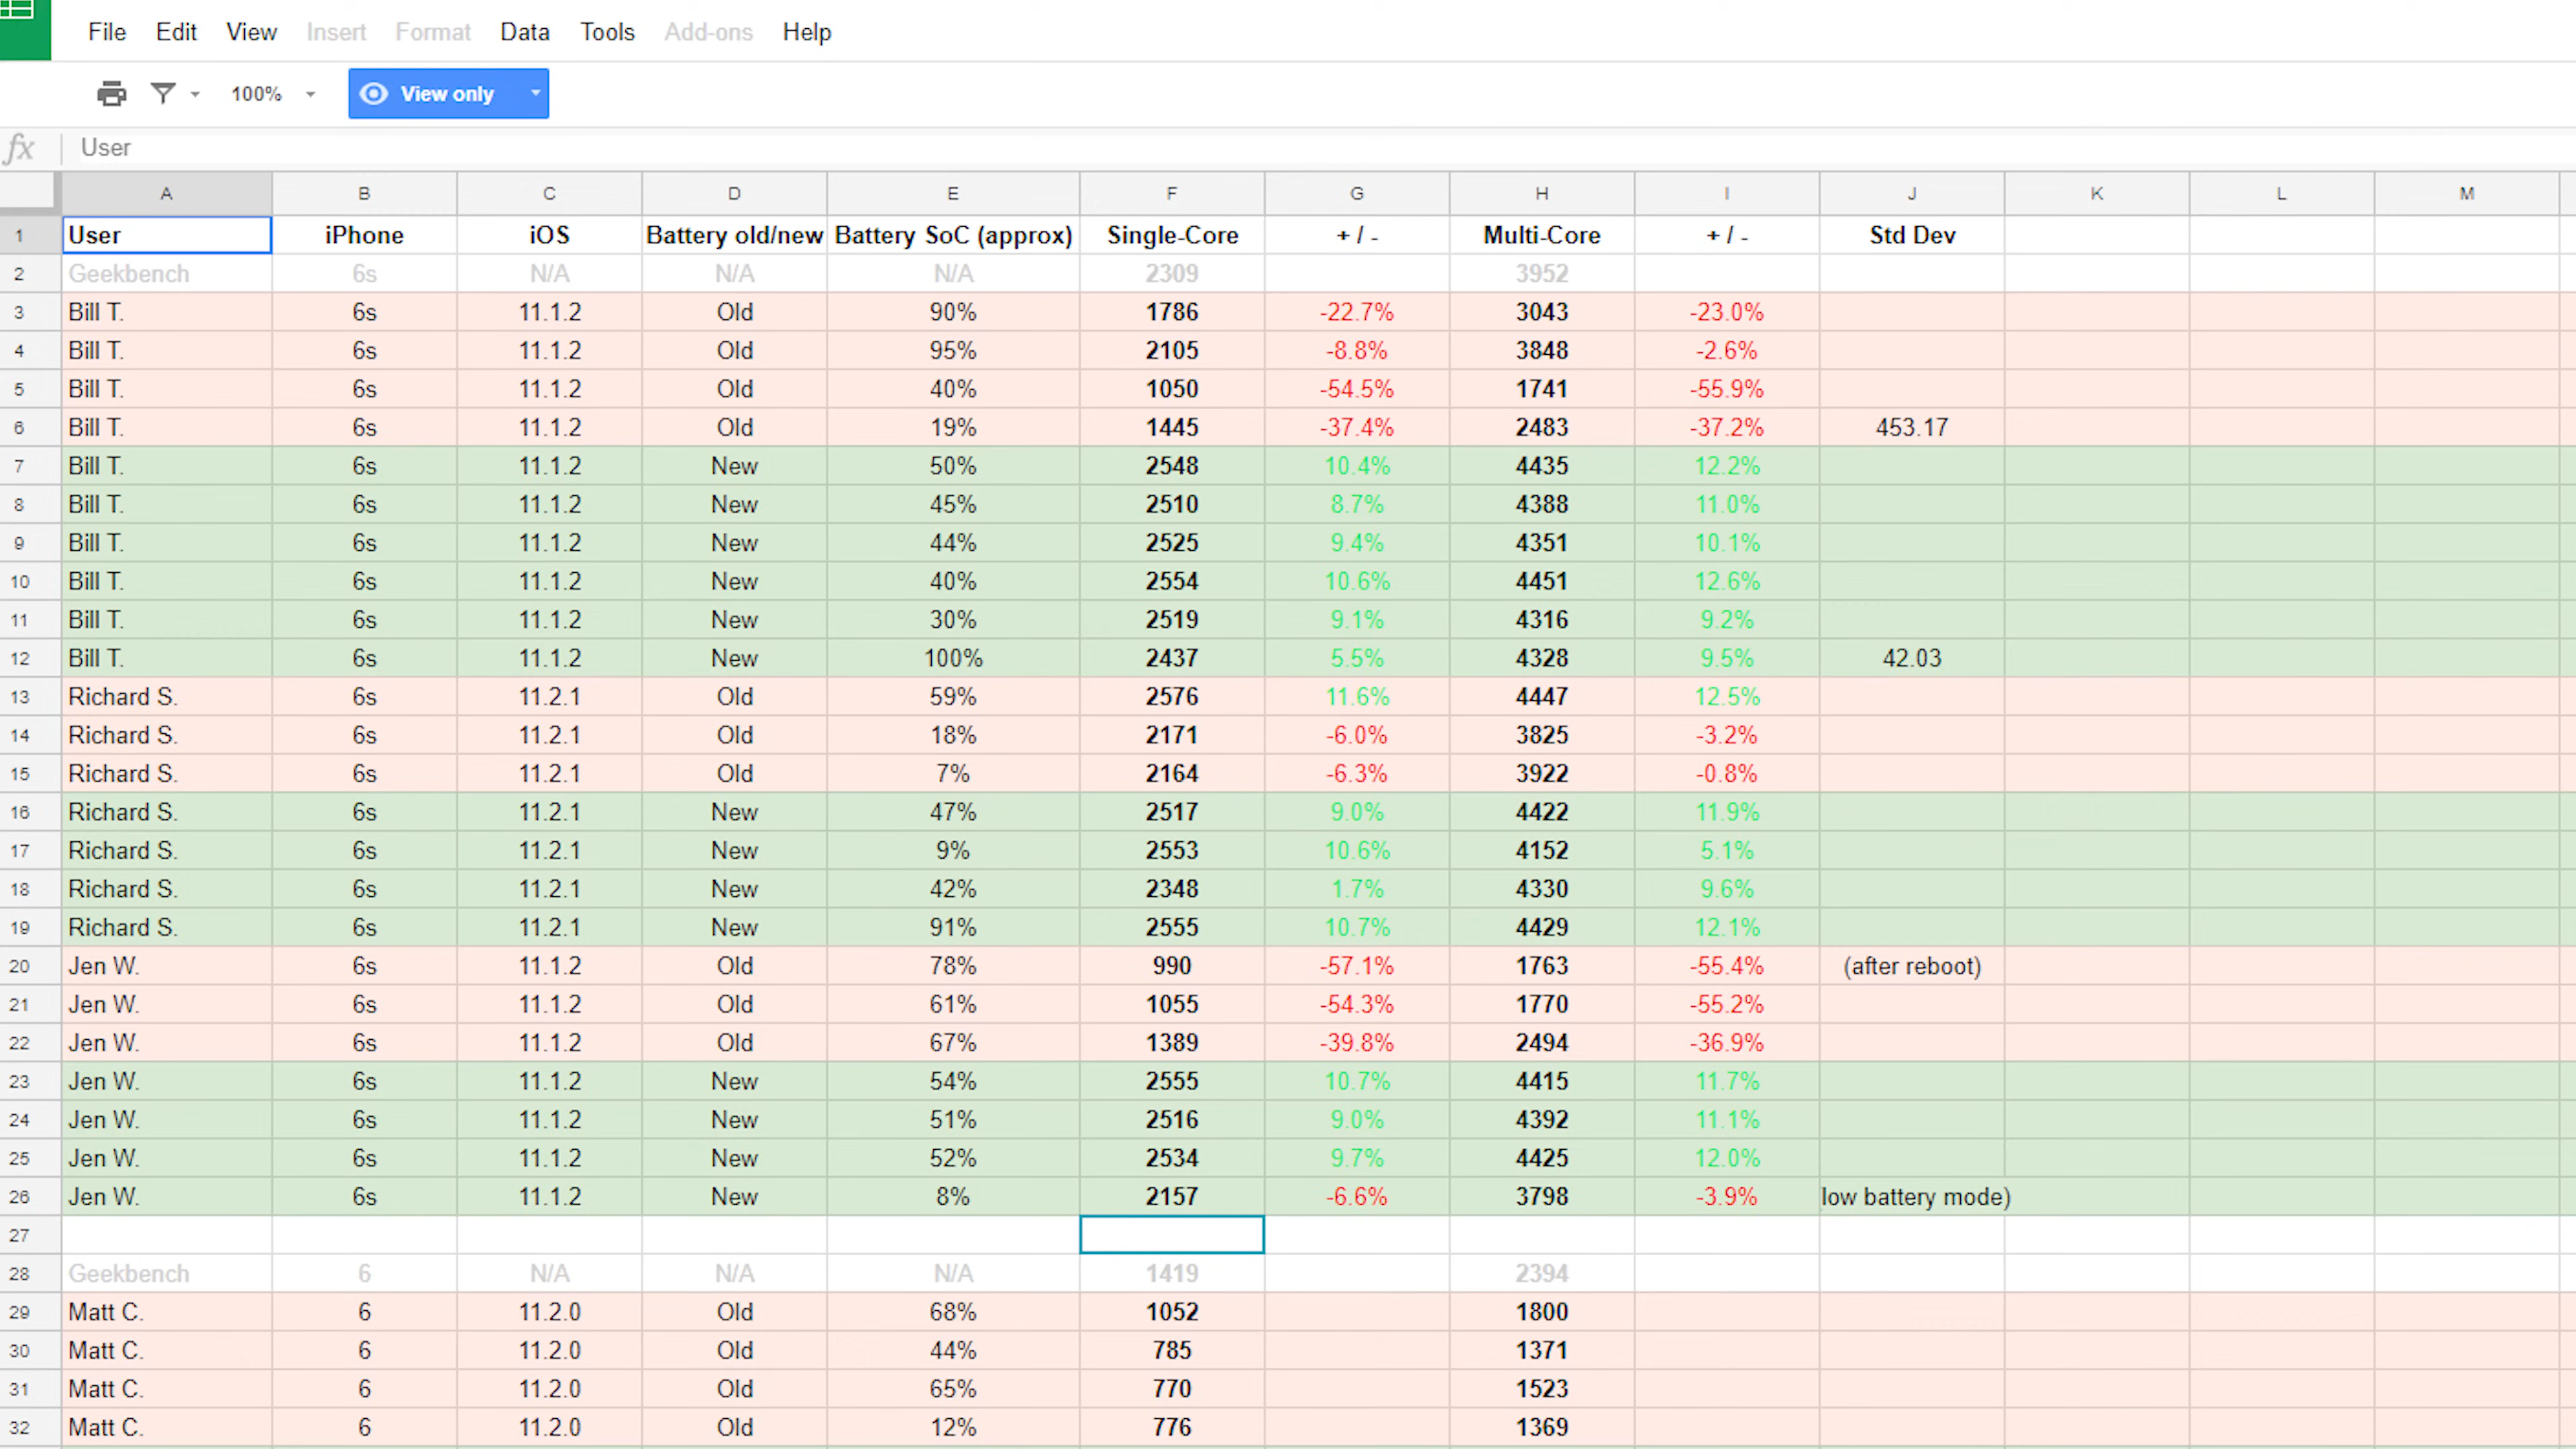 File Edit View Insert Format Data Tools Add-ons Help
100% View only
fx User
A B C D E F G H I J K L M
1 User iPhone iOS Battery old/new Battery SoC (approx) Single-Core + / - Multi-Core + / - Std Dev
2 Geekbench 6s N/A N/A N/A 2309 3952
3 Bill T. 6s 11.1.2 Old 90% 1786 -22.7% 3043 -23.0%
4 Bill T. 6s 11.1.2 Old 95% 2105 -8.8% 3848 -2.6%
5 Bill T. 6s 11.1.2 Old 40% 1050 -54.5% 1741 -55.9%
6 Bill T. 6s 11.1.2 Old 19% 1445 -37.4% 2483 -37.2% 453.17
7 Bill T. 6s 11.1.2 New 50% 2548 10.4% 4435 12.2%
8 Bill T. 6s 11.1.2 New 45% 2510 8.7% 4388 11.0%
9 Bill T. 6s 11.1.2 New 44% 2525 9.4% 4351 10.1%
10 Bill T. 6s 11.1.2 New 40% 2554 10.6% 4451 12.6%
11 Bill T. 6s 11.1.2 New 30% 2519 9.1% 4316 9.2%
12 Bill T. 6s 11.1.2 New 100% 2437 5.5% 4328 9.5% 42.03
13 Richard S. 6s 11.2.1 Old 59% 2576 11.6% 4447 12.5%
14 Richard S. 6s 11.2.1 Old 18% 2171 -6.0% 3825 -3.2%
15 Richard S. 6s 11.2.1 Old 7% 2164 -6.3% 3922 -0.8%
16 Richard S. 6s 11.2.1 New 47% 2517 9.0% 4422 11.9%
17 Richard S. 6s 11.2.1 New 9% 2553 10.6% 4152 5.1%
18 Richard S. 6s 11.2.1 New 42% 2348 1.7% 4330 9.6%
19 Richard S. 6s 11.2.1 New 91% 2555 10.7% 4429 12.1%
20 Jen W. 6s 11.1.2 Old 78% 990 -57.1% 1763 -55.4% (after reboot)
21 Jen W. 6s 11.1.2 Old 61% 1055 -54.3% 1770 -55.2%
22 Jen W. 6s 11.1.2 Old 67% 1389 -39.8% 2494 -36.9%
23 Jen W. 6s 11.1.2 New 54% 2555 10.7% 4415 11.7%
24 Jen W. 6s 11.1.2 New 51% 2516 9.0% 4392 11.1%
25 Jen W. 6s 11.1.2 New 52% 2534 9.7% 4425 12.0%
26 Jen W. 6s 11.1.2 New 8% 2157 -6.6% 3798 -3.9% low battery mode)
27
28 Geekbench 6 N/A N/A N/A 1419 2394
29 Matt C. 6 11.2.0 Old 68% 1052 1800
30 Matt C. 6 11.2.0 Old 44% 785 1371
31 Matt C. 6 11.2.0 Old 65% 770 1523
32 Matt C. 6 11.2.0 Old 12% 776 1369